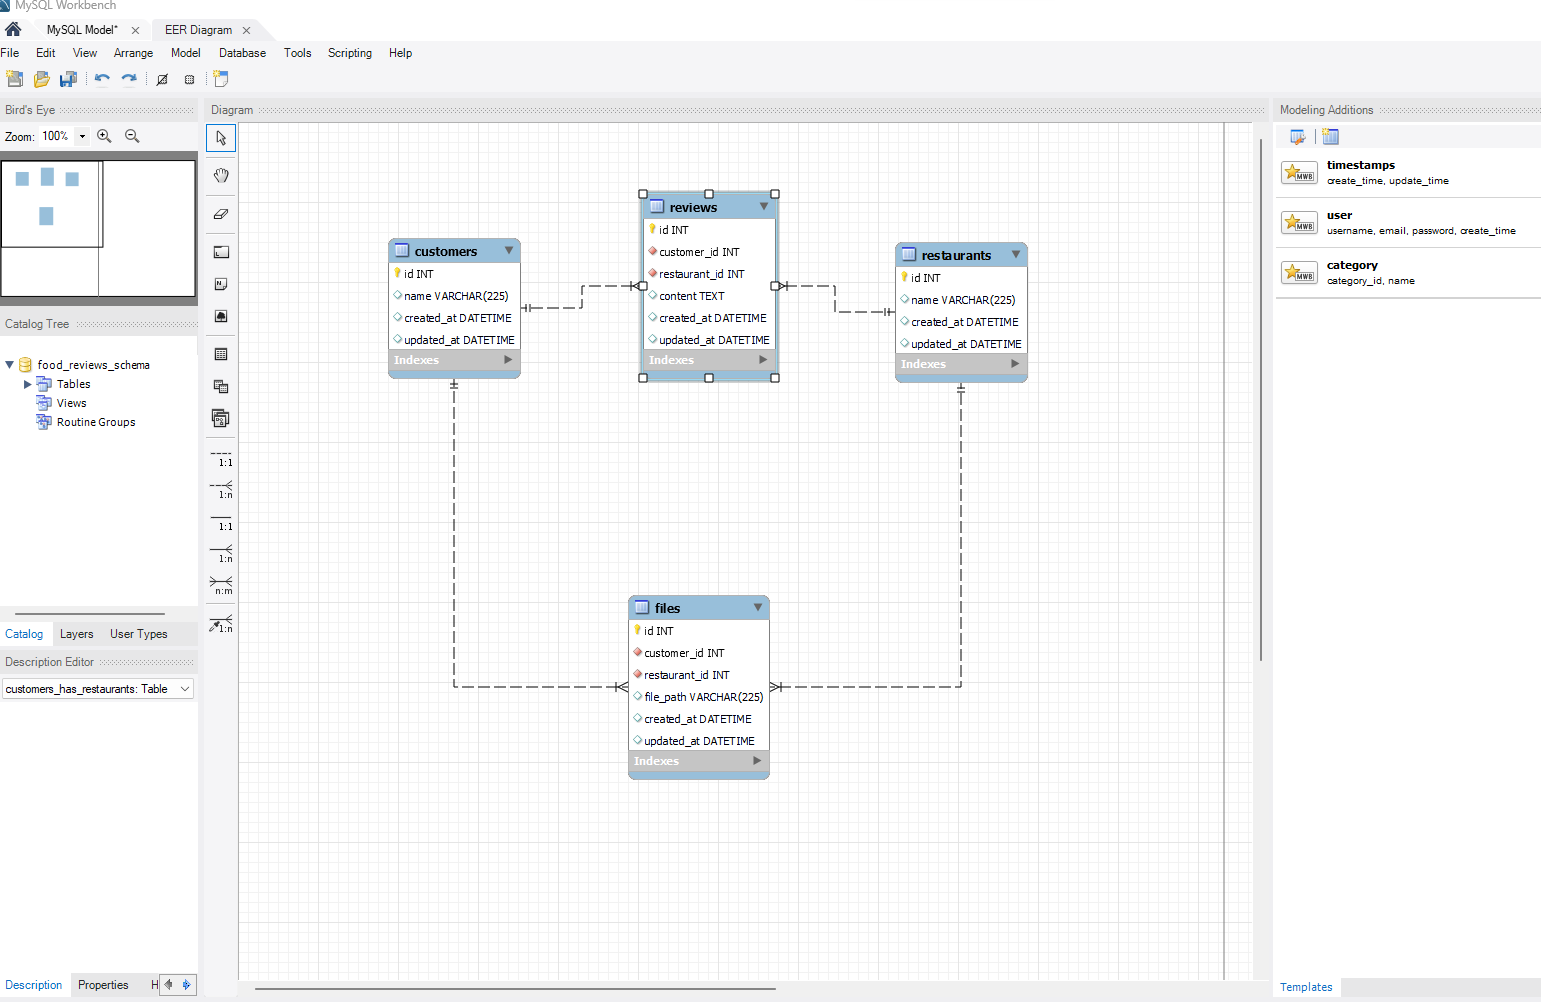 MySQL Workbench
MySQL Model*
EER Diagram
File Edit View Arrange Model Database Tools Scripting Help
Bird's Eye
Zoom: 100%
Catalog Tree
food_reviews_schema
Tables
Views
Routine Groups
Catalog Layers User Types
Description Editor
customers_has_restaurants: Table
Description Properties H
Diagram
1:1
1:n
1:1
1:n
n:m
1:n
customers
id INT
name VARCHAR(225)
created_at DATETIME
updated_at DATETIME
Indexes
reviews
id INT
customer_id INT
restaurant_id INT
content TEXT
created_at DATETIME
updated_at DATETIME
Indexes
restaurants
id INT
name VARCHAR(225)
created_at DATETIME
updated_at DATETIME
Indexes
files
id INT
customer_id INT
restaurant_id INT
file_path VARCHAR(225)
created_at DATETIME
updated_at DATETIME
Indexes
Modeling Additions
MWB
timestamps
create_time, update_time
MWB
user
username, email, password, create_time
MWB
category
category_id, name
Templates